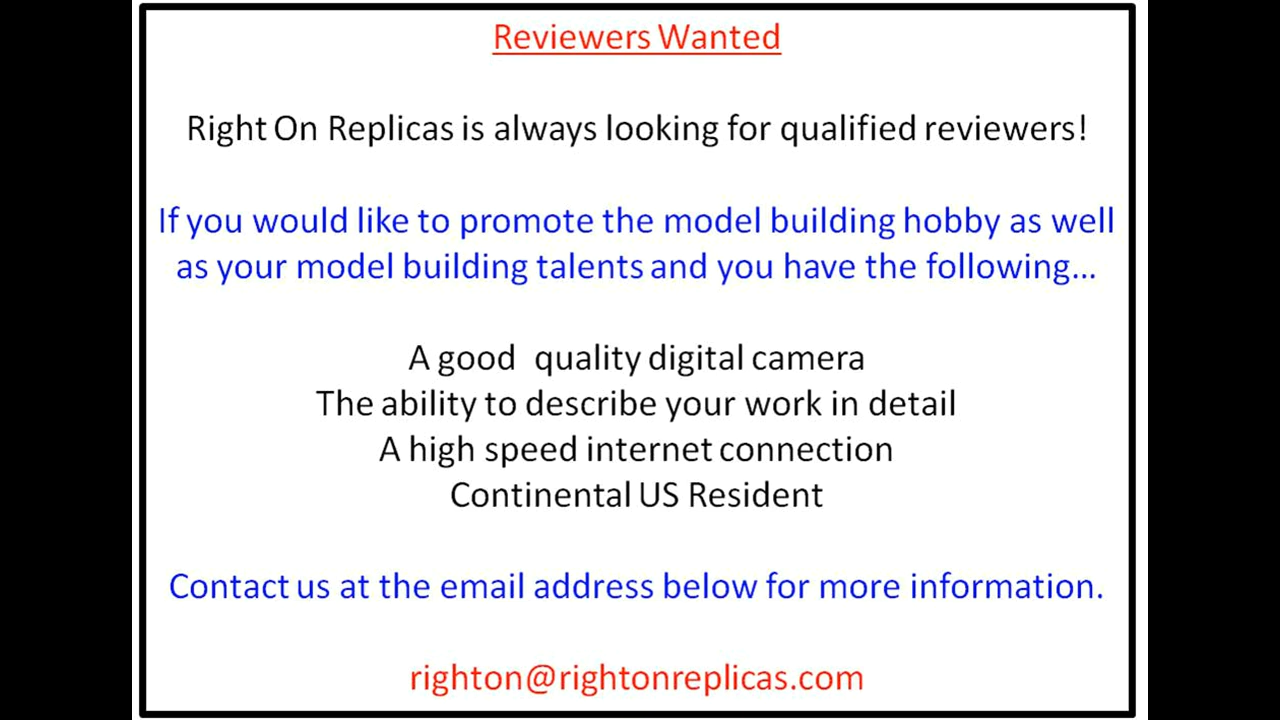 Reviewers Wanted
Right On Replicas is always looking for qualified reviewers!
If you would like to promote the model building hobby as well
as your model building talents and you have the following...
A good  quality digital camera
The ability to describe your work in detail
A high speed internet connection
Continental US Resident
Contact us at the email address below for more information.
righton@rightonreplicas.com